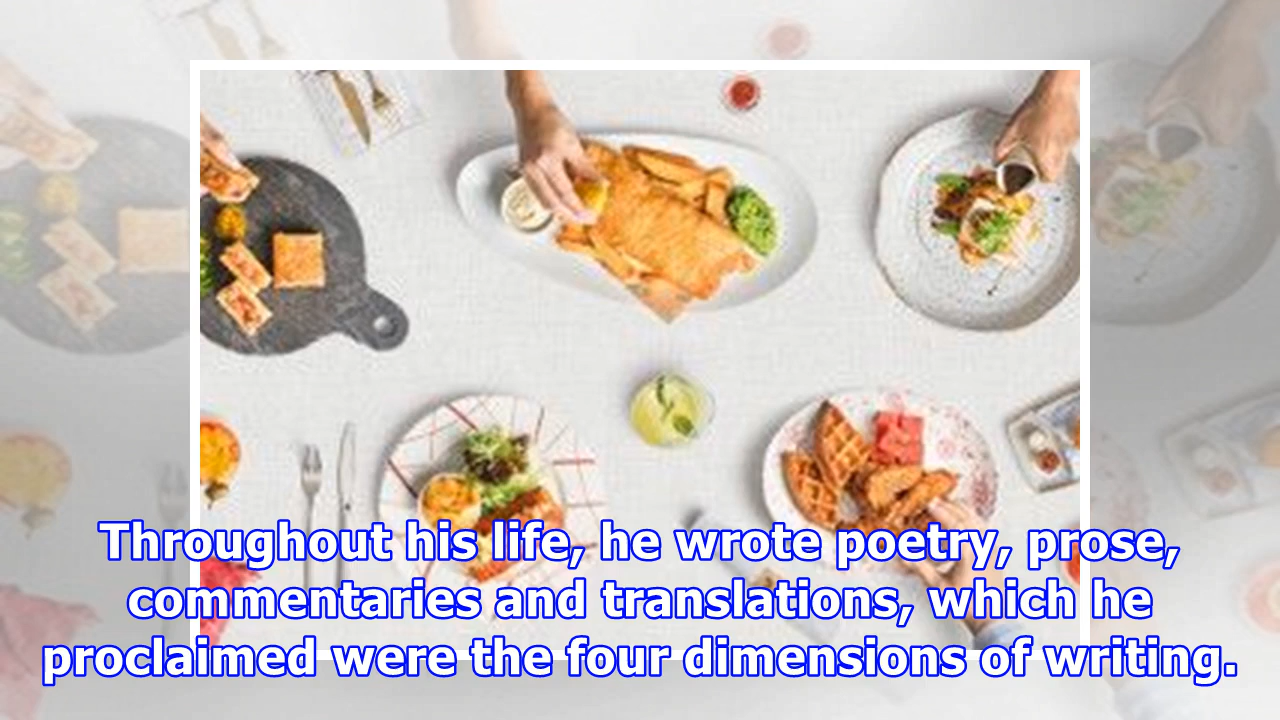 Throughout his life, he wrote poetry, prose,
commentaries and translations, which he
proclaimed were the four dimensions of writing.